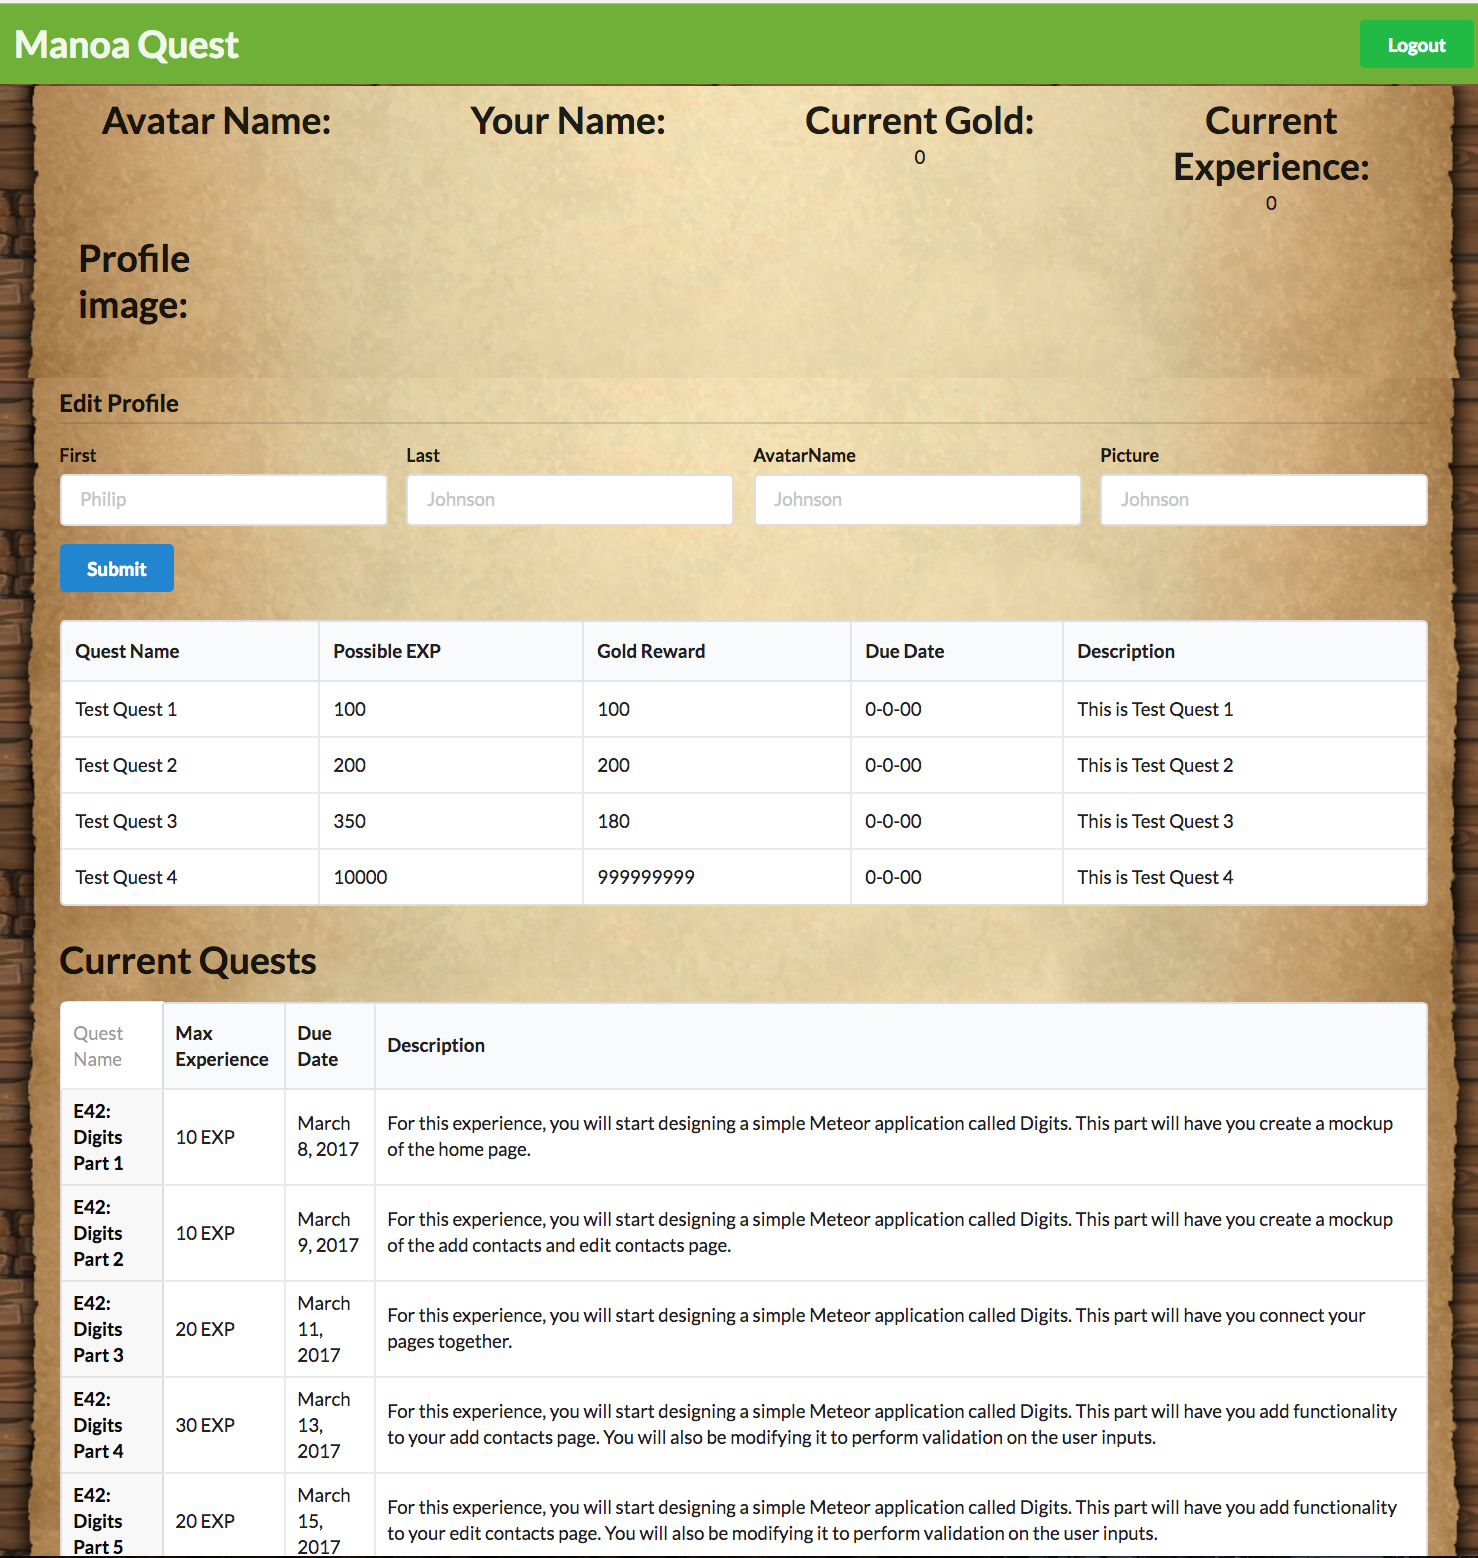 Manoa Quest
Logout
Avatar Name:
Your Name:
Current Gold:
0
Current
Experience:
0
Profile
image:
Edit Profile
First
Last
AvatarName
Picture
Philip
Johnson
Johnson
Johnson
Submit
Quest Name Possible EXP Gold Reward Due Date Description
Test Quest 1 100 100 0-0-00 This is Test Quest 1
Test Quest 2 200 200 0-0-00 This is Test Quest 2
Test Quest 3 350 180 0-0-00 This is Test Quest 3
Test Quest 4 10000 999999999 0-0-00 This is Test Quest 4
Current Quests
Quest
Name
Max
Experience
Due
Date
Description
E42:
Digits
Part 1
10 EXP
March
8, 2017
For this experience, you will start designing a simple Meteor application called Digits. This part will have you create a mockup
of the home page.
E42:
Digits
Part 2
10 EXP
March
9, 2017
For this experience, you will start designing a simple Meteor application called Digits. This part will have you create a mockup
of the add contacts and edit contacts page.
E42:
Digits
Part 3
20 EXP
March
11,
2017
For this experience, you will start designing a simple Meteor application called Digits. This part will have you connect your
pages together.
E42:
Digits
Part 4
30 EXP
March
13,
2017
For this experience, you will start designing a simple Meteor application called Digits. This part will have you add functionality
to your add contacts page. You will also be modifying it to perform validation on the user inputs.
E42:
Digits
Part 5
20 EXP
March
15,
2017
For this experience, you will start designing a simple Meteor application called Digits. This part will have you add functionality
to your edit contacts page. You will also be modifying it to perform validation on the user inputs.